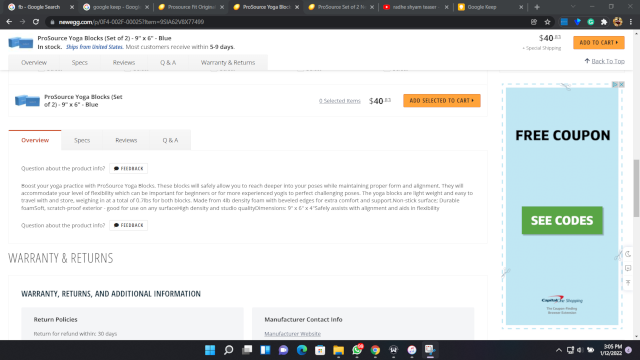 fb - Google Search
google keep - Google
Prosource Fit Original
ProSource Yoga Block
ProSource Fit Set of 2 F
radhe shyam teaser
Google Keep
newegg.com/p/0F4-002F-00025?Item=9SIA62V8X77499
ProSource Yoga Blocks (Set of 2) - 9" x 6" - Blue
In stock. Ships from United States. Most customers receive within 5-9 days.
$40.83
+ Special Shipping
ADD TO CART
Overview Specs Reviews Q & A Warranty & Returns
Back To Top
ProSource Yoga Blocks (Set of 2) - 9" x 6" - Blue
0 Selected Items
$40.83
ADD SELECTED TO CART
Overview Specs Reviews Q & A
Question about the product info? FEEDBACK
Boost your yoga practice with ProSource Yoga Blocks. These blocks safely allow you to reach deeper into your poses while maintaining proper form and alignment. They will
accommodate your level of flexibility which can be important for beginners or for more experienced yogis to perfect challenging poses. The yoga blocks are light weight and easy to
travel with and store, weighing in at a total of 0.7lbs for both blocks. Made from 4lb density foam with beveled edges for extra comfort and support.Non-stick surface; Durable
foamSoft, scratch-proof exterior - good for use on any surfaceHigh density and studio qualityDimensions: 9" x 6" x 4"Safely assists with alignment and aids in flexibility
Question about the product info? FEEDBACK
WARRANTY & RETURNS
WARRANTY, RETURNS, AND ADDITIONAL INFORMATION
Return Policies
Return for refund within: 30 days
Manufacturer Contact Info
Manufacturer Website
FREE COUPON
SEE CODES
Capital Shipping
3:05 PM
1/12/2022